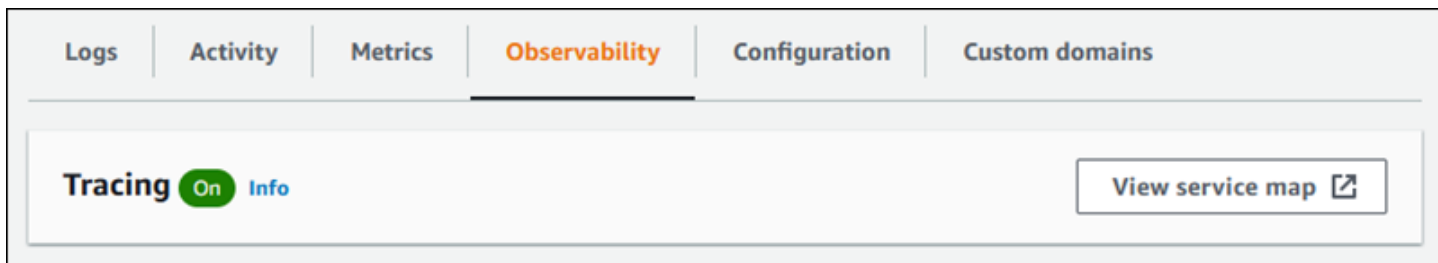 Logs Activity Metrics Observability Configuration Custom domains
Tracing On Info View service map